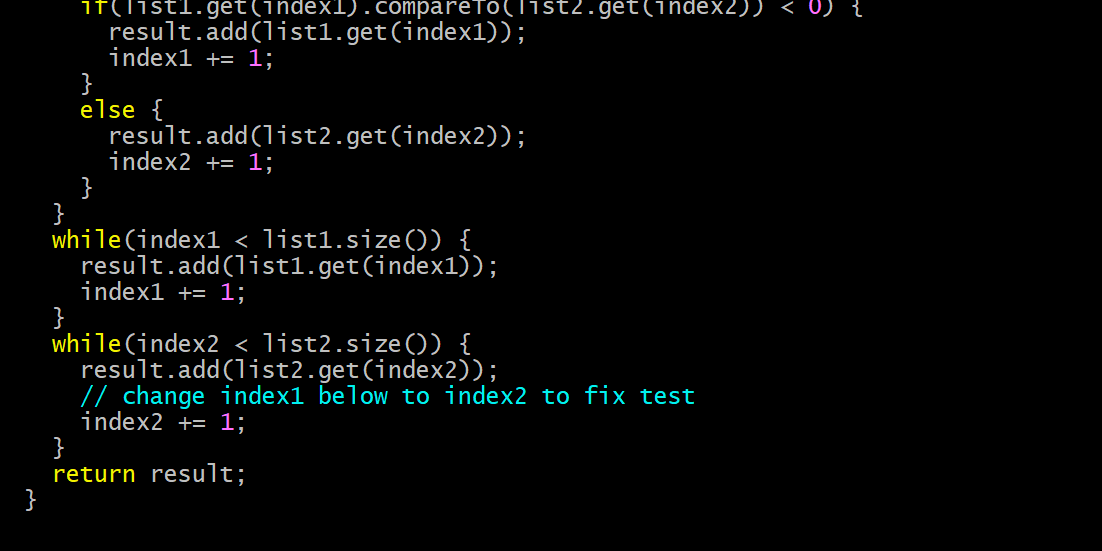 if(list1.get(index1).compareTo(list2.get(index2)) < 0) {
result.add(list1.get(index1));
index1 += 1;
}
else {
result.add(list2.get(index2));
index2 += 1;
}
}
while(index1 < list1.size()) {
result.add(list1.get(index1));
index1 += 1;
}
while(index2 < list2.size()) {
result.add(list2.get(index2));
// change index1 below to index2 to fix test
index2 += 1;
}
return result;
}